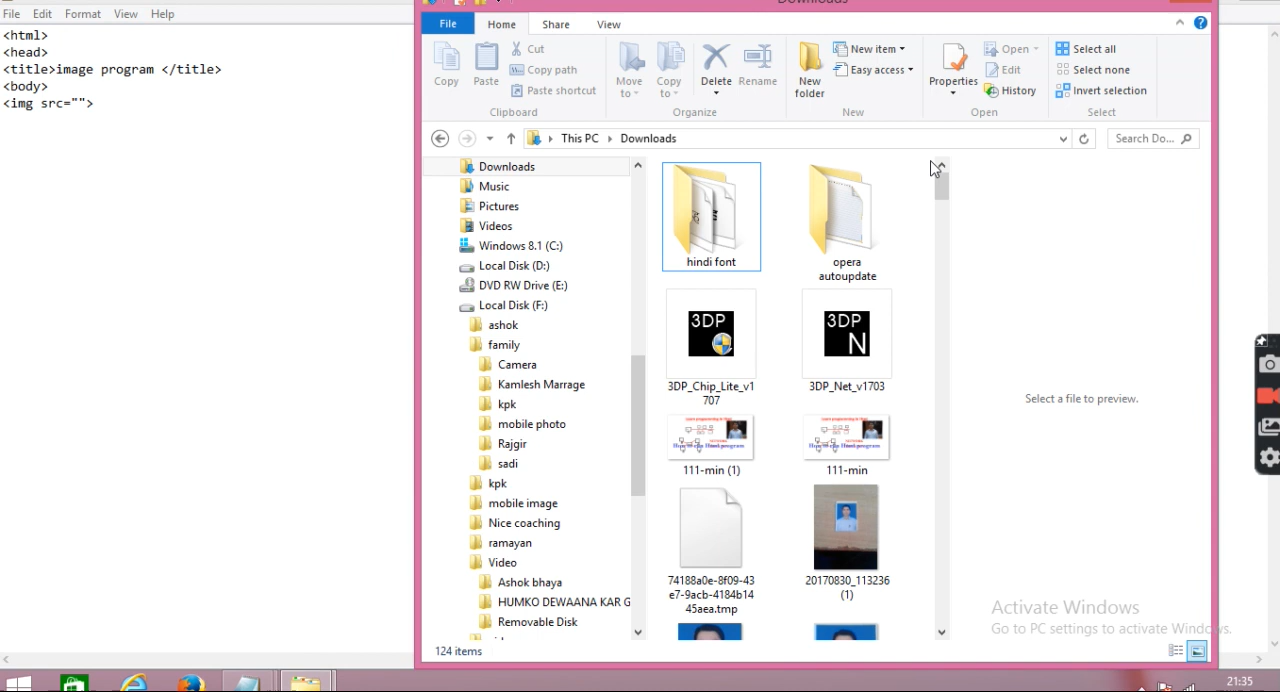 Downloads
File Edit Format View Help
<html>
<head>
<title>image program </title>
<body>
<img src="">
File Home Share View
Copy
Paste
Cut
Copy path
Paste shortcut
Clipboard
Move to
Copy to
Delete
Rename
Organize
New folder
New item
Easy access
New
Properties
Open
Edit
History
Open
Select all
Select none
Invert selection
Select
This PC Downloads
Search Do...
Downloads
Music
Pictures
Videos
Windows 8.1 (C:)
Local Disk (D:)
DVD RW Drive (E:)
Local Disk (F:)
ashok
family
Camera
Kamlesh Marrage
kpk
mobile photo
Rajgir
sadi
kpk
mobile image
Nice coaching
ramayan
Video
Ashok bhaya
HUMKO DEWAANA KAR G
Removable Disk
hindi font
opera
autoupdate
3DP
3DP
N
3DP_Chip_Lite_v1
707
3DP_Net_v1703
111-min (1)
111-min
74188a0e-8f09-43
e7-9acb-4184b14
45aea.tmp
20170830_113236
(1)
Select a file to preview.
Activate Windows
Go to PC settings to activate Windows.
124 items
21:35